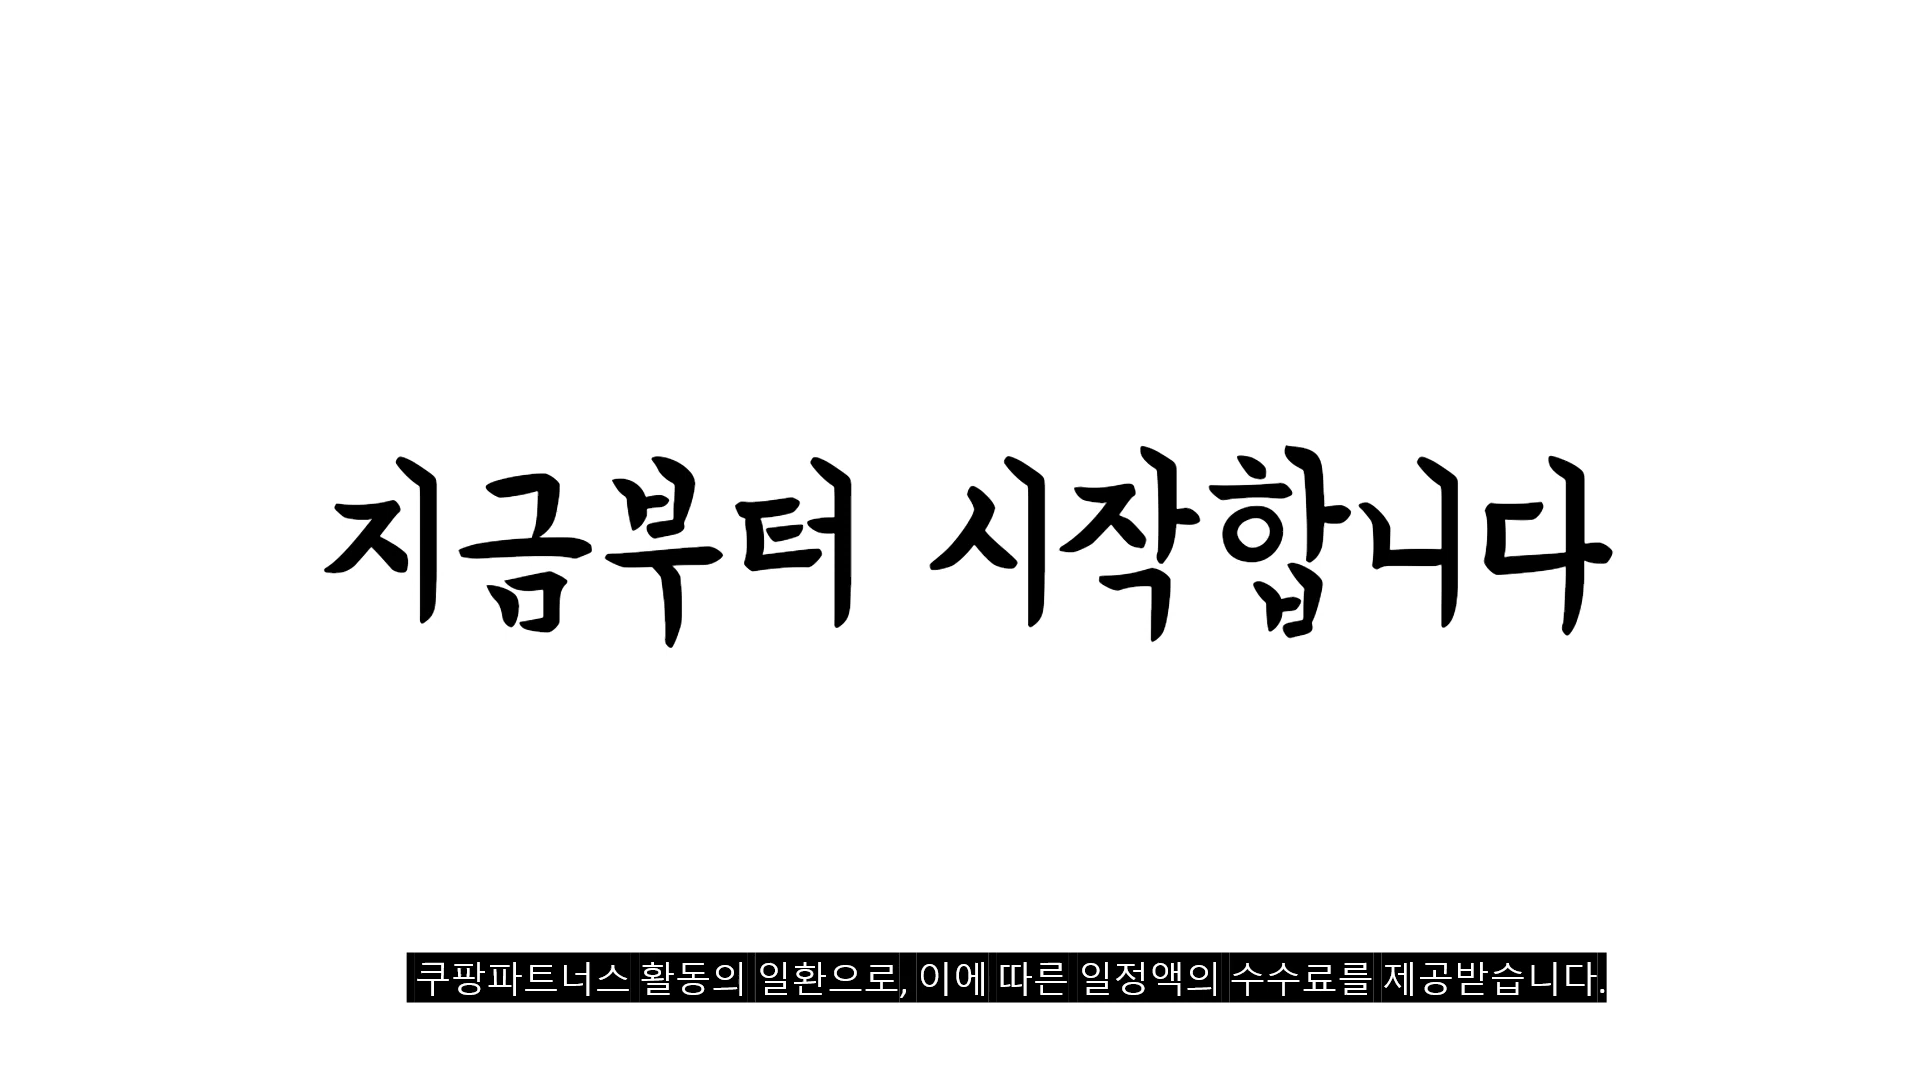 지금부터 시작합니다
쿠팡파트너스 활동의 일환으로, 이에 따른 일정액의 수수료를 제공받습니다.